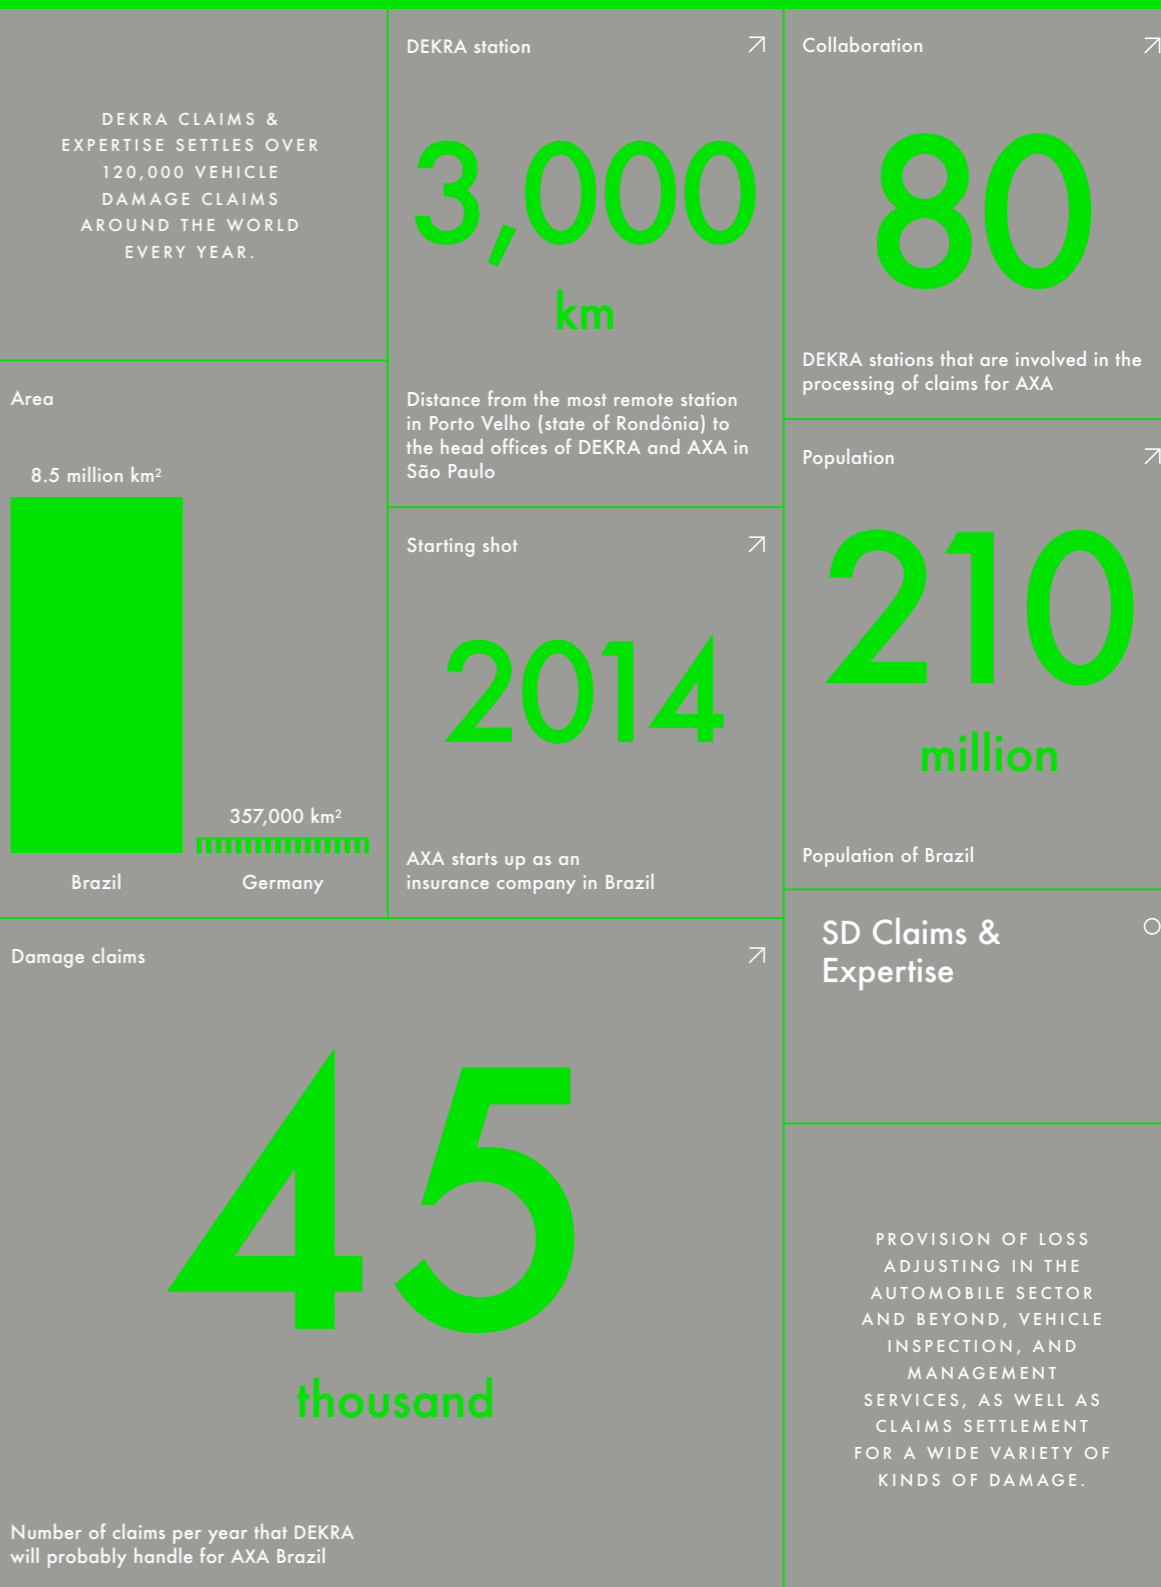 DEKRA CLAIMS &
EXPERTISE SETTLES OVER
120,000 VEHICLE
DAMAGE CLAIMS
AROUND THE WORLD
EVERY YEAR.
Area
8.5 million km²
357,000 km²
Brazil
Germany
DEKRA station
3,000
km
Distance from the most remote station
in Porto Velho (state of Rondônia) to
the head offices of DEKRA and AXA in
São Paulo
Starting shot
2014
AXA starts up as an
insurance company in Brazil
Collaboration
80
DEKRA stations that are involved in the
processing of claims for AXA
Population
210
million
Population of Brazil
Damage claims
45
thousand
Number of claims per year that DEKRA
will probably handle for AXA Brazil
SD Claims &
Expertise
PROVISION OF LOSS
ADJUSTING IN THE
AUTOMOBILE SECTOR
AND BEYOND, VEHICLE
INSPECTION, AND
MANAGEMENT
SERVICES, AS WELL AS
CLAIMS SETTLEMENT
FOR A WIDE VARIETY OF
KINDS OF DAMAGE.